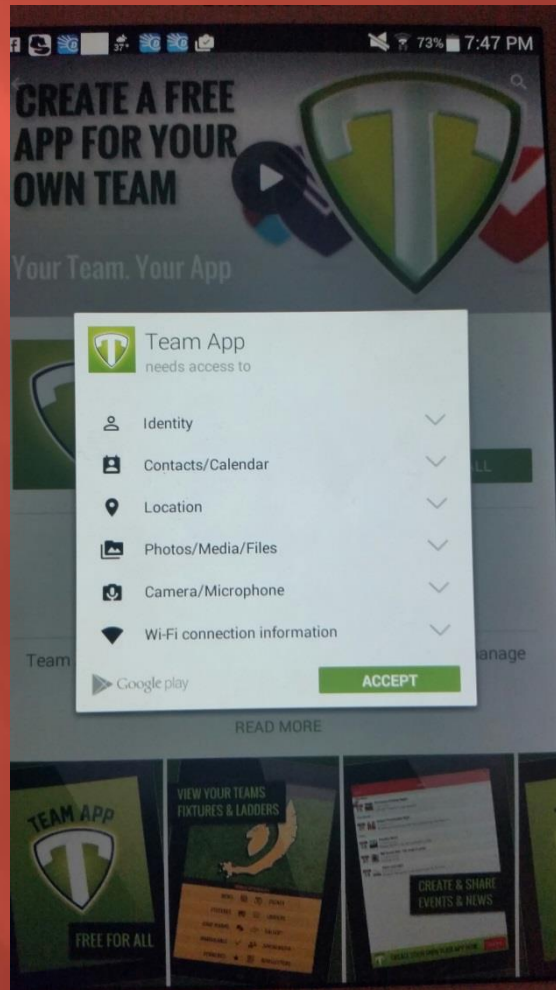 37°
73% 7:47 PM
CREATE A FREE
APP FOR YOUR
OWN TEAM
Your Team. Your App
Team App
needs access to
Identity
Contacts/Calendar
Location
Photos/Media/Files
Camera/Microphone
Wi-Fi connection information
Google play
ACCEPT
Team
anage
READ MORE
TEAM APP
FREE FOR ALL
VIEW YOUR TEAMS
FIXTURES & LADDERS
CREATE & SHARE
EVENTS & NEWS